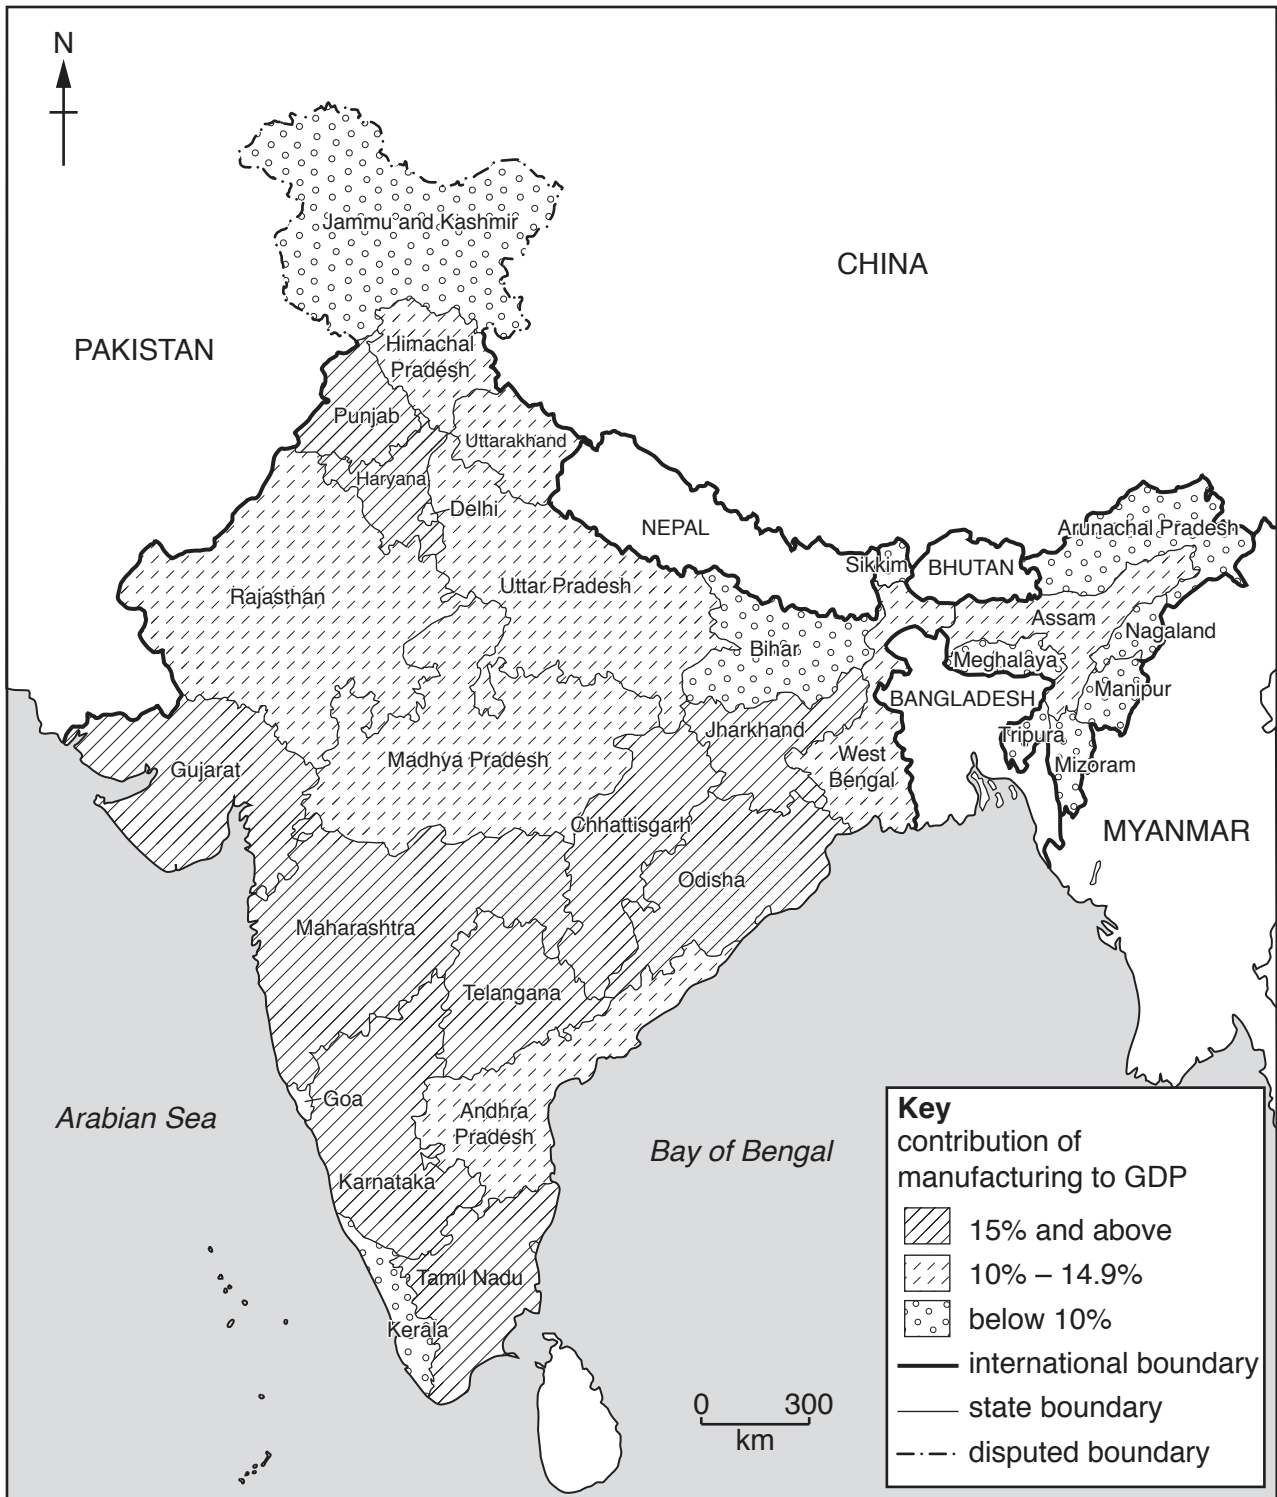 N
Jammu and Kashmir
CHINA
PAKISTAN
Himachal
Pradesh
Punjab
Uttarakhand
Haryana
Delhi
NEPAL
Arunachal Pradesh
Sikkim
BHUTAN
Rajasthan
Uttar Pradesh
Assam
Nagaland
Bihar
Meghalaya
Manipur
BANGLADESH
Jharkhand
Tripura
Gujarat
Madhya Pradesh
West
Bengal
Mizoram
Chhattisgarh
MYANMAR
Odisha
Maharashtra
Telangana
Goa
Arabian Sea
Andhra
Pradesh
Bay of Bengal
Karnataka
Tamil Nadu
Kerala
0 300
km
Key
contribution of
manufacturing to GDP
15% and above
10% – 14.9%
below 10%
international boundary
state boundary
disputed boundary